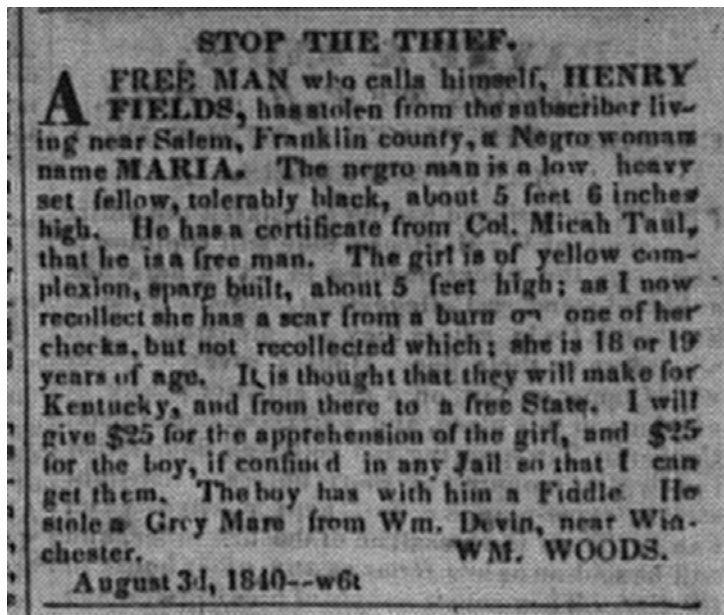 STOP THE THIEF.
A FREE MAN who calls himself, HENRY
FIELDS, has stolen from the subscriber liv-
ing near Salem, Franklin county, a Negro woman
name MARIA. The negro man is a low heavy
set fellow, tolerably black, about 5 feet 6 inches
high. He has a certificate from Col. Micah Taul,
that he is a free man. The girl is of yellow com-
plexion, spare built, about 5 feet high; as I now
recollect she has a scar from a burn on one of her
cheeks, but not recollected which; she is 18 or 19
years of age. It is thought that they will make for
Kentucky, and from there to a free State. I will
give $25 for the apprehension of the girl, and $25
for the boy, if confined in any Jail so that I can
get them. The boy has with him a Fiddle. He
stole a Grey Mare from Wm. Devin, near Win-
chester. WM. WOODS.
August 3d, 1840--w6t